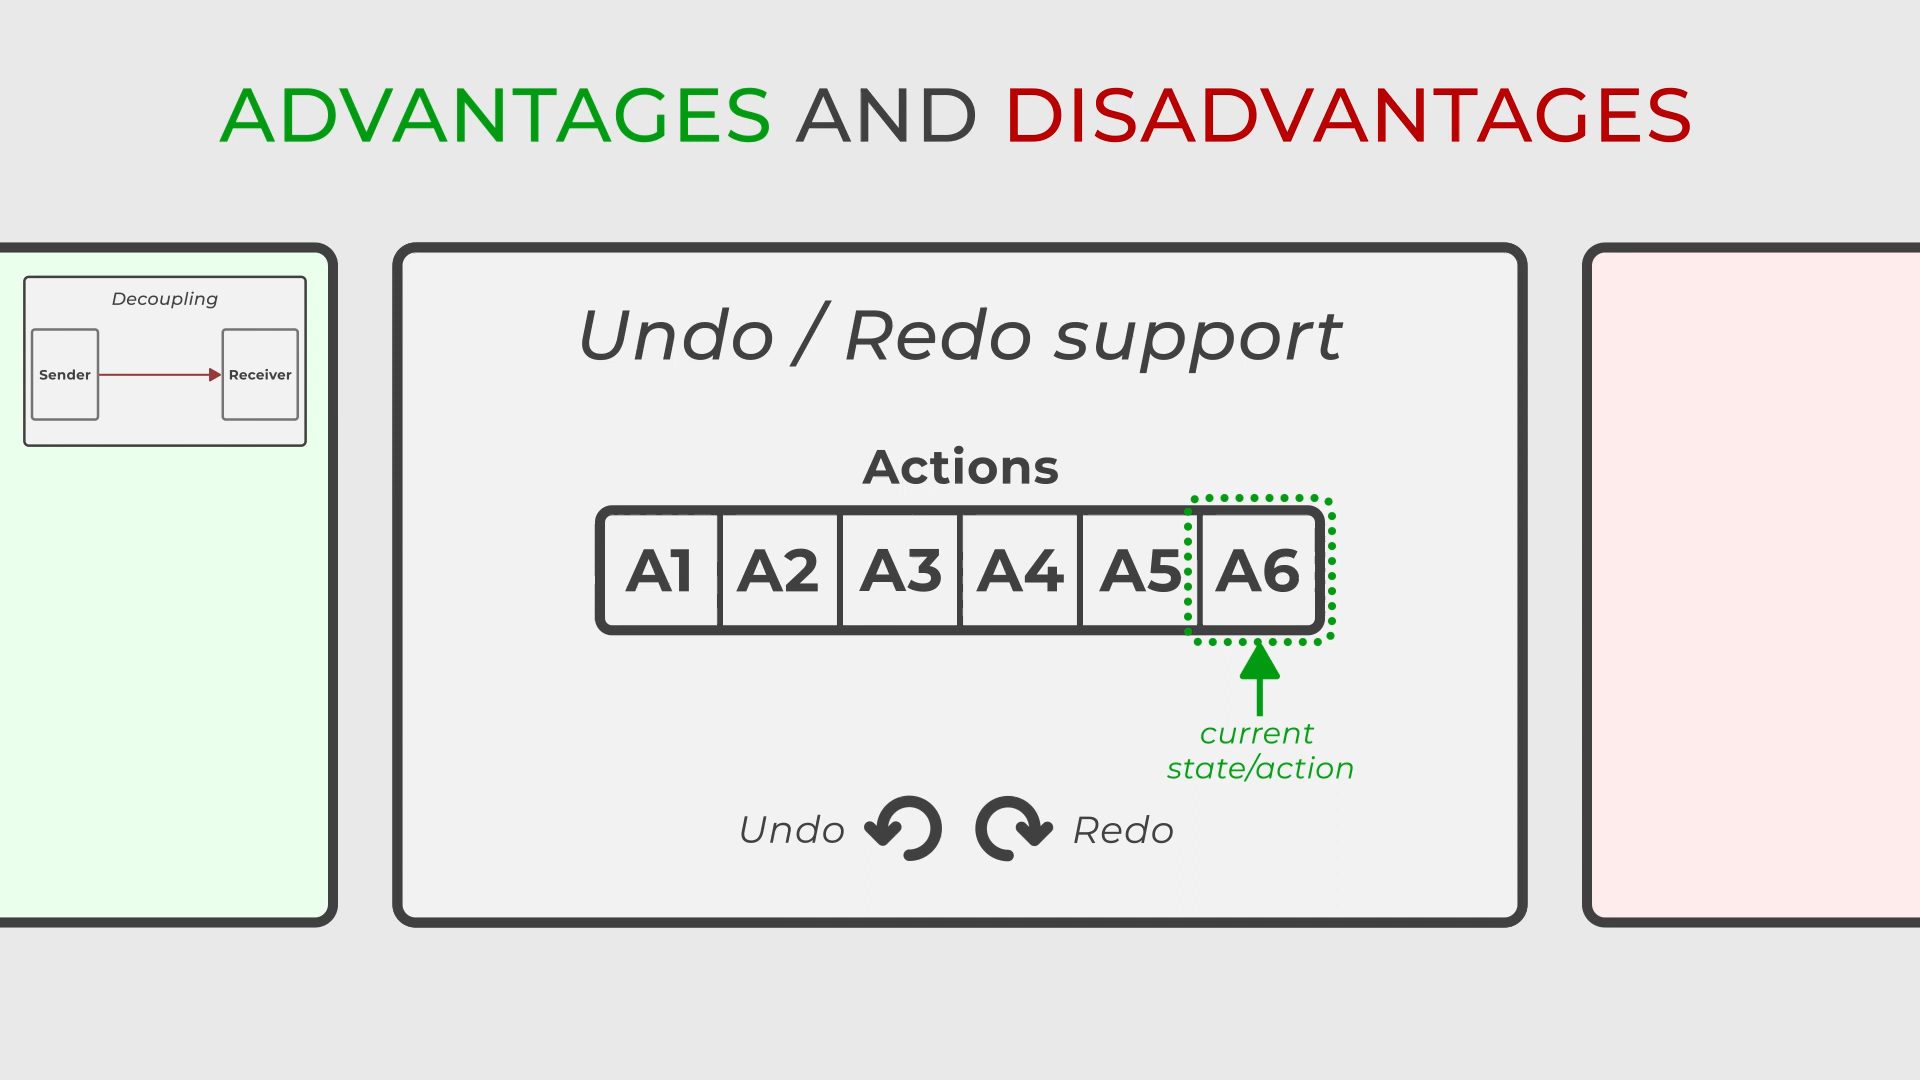 ADVANTAGES AND DISADVANTAGES
Decoupling
Sender
Receiver
Undo / Redo support
Actions
A1 A2 A3 A4 A5 A6
current
state/action
Undo
Redo